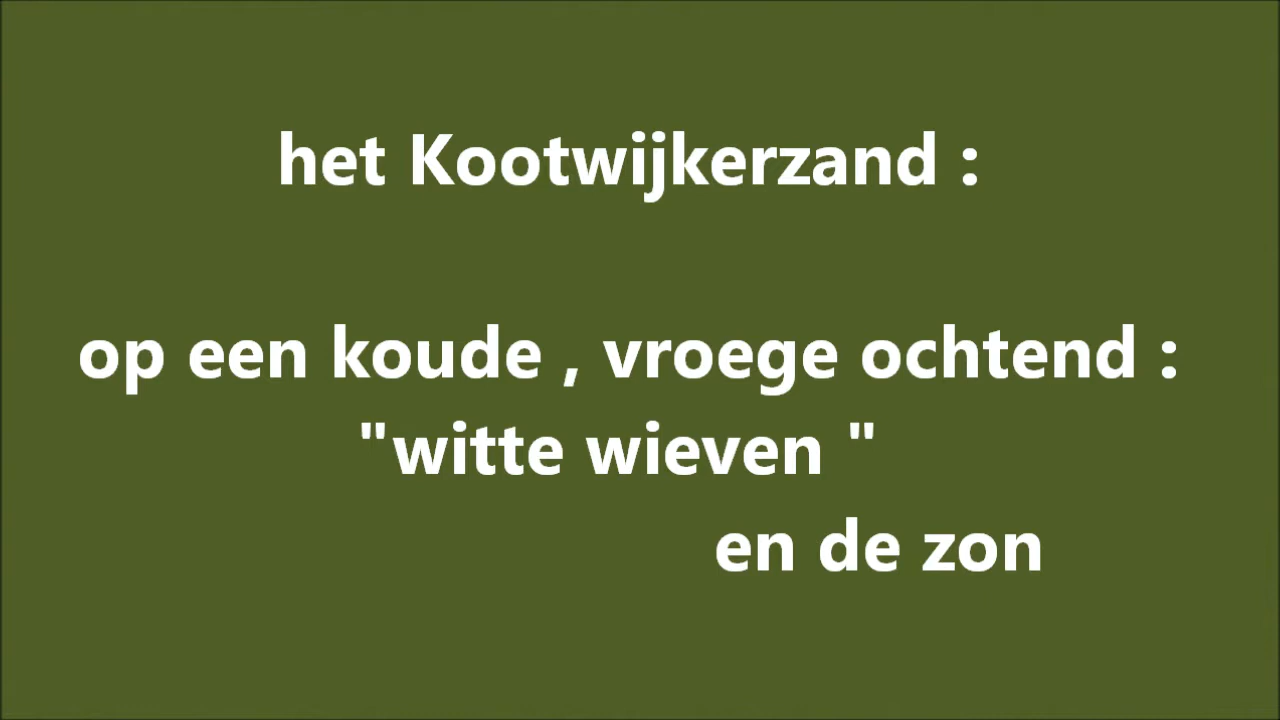 het Kootwijkerzand :
op een koude , vroege ochtend :
"witte wieven "
en de zon